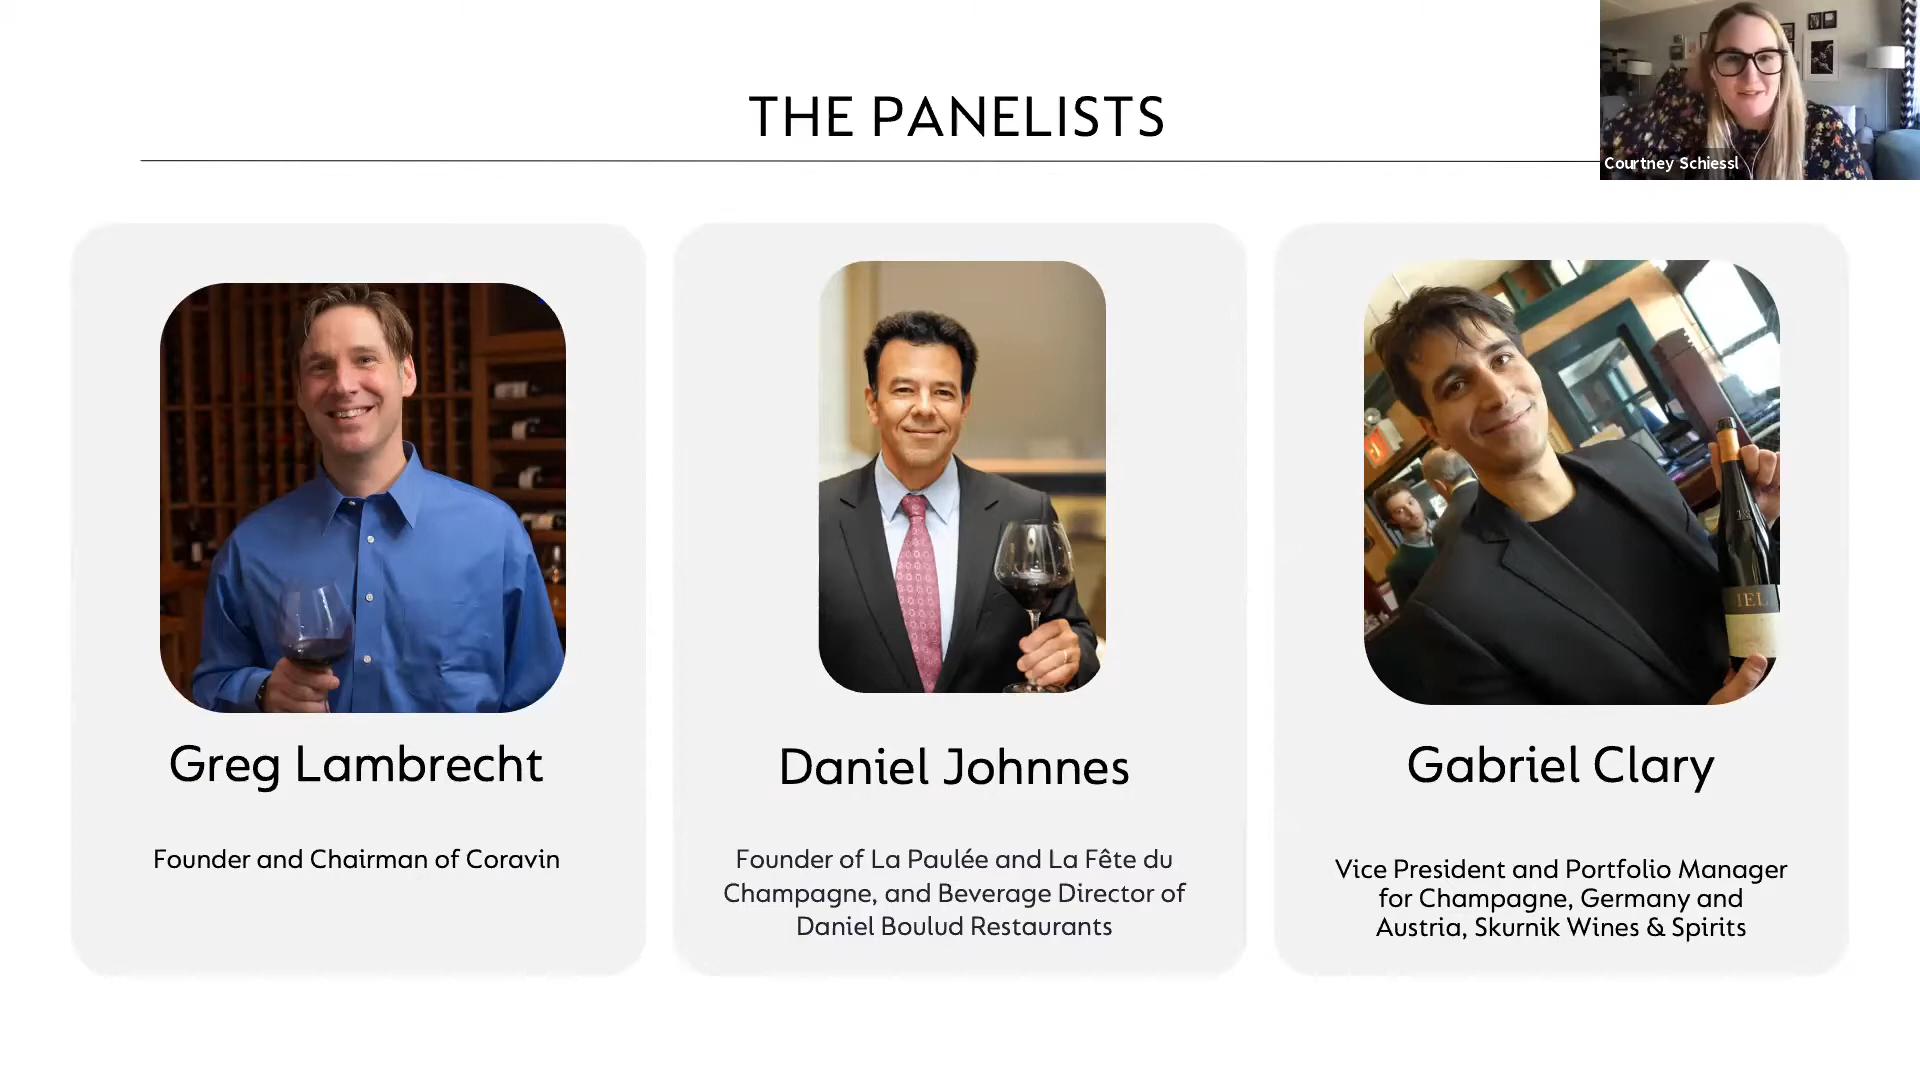 THE PANELISTS
Courtney Schiessl
Greg Lambrecht
Founder and Chairman of Coravin
Daniel Johnnes
Founder of La Paulée and La Fête du
Champagne, and Beverage Director of
Daniel Boulud Restaurants
IEL
Gabriel Clary
Vice President and Portfolio Manager
for Champagne, Germany and
Austria, Skurnik Wines & Spirits